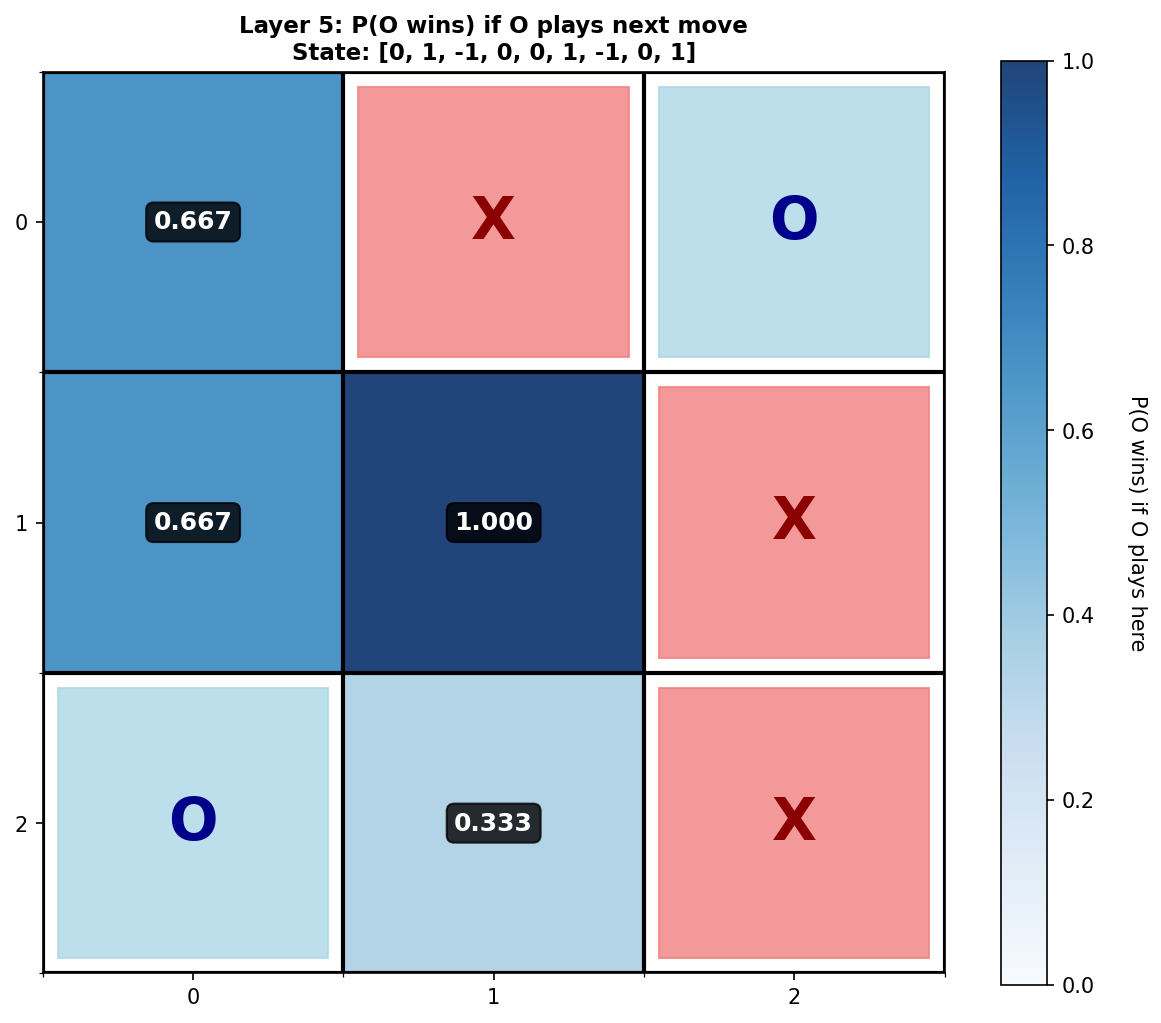 Layer 5: P(O wins) if O plays next move
State: [0, 1, -1, 0, 0, 1, -1, 0, 1]
0.667
X
O
0.667
1.000
X
O
0.333
X
0
1
2
0
1
2
1.0
0.8
0.6
0.4
0.2
0.0
P(O wins) if O plays here